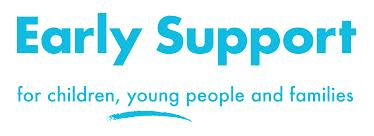 Early Support
for children, young people and families